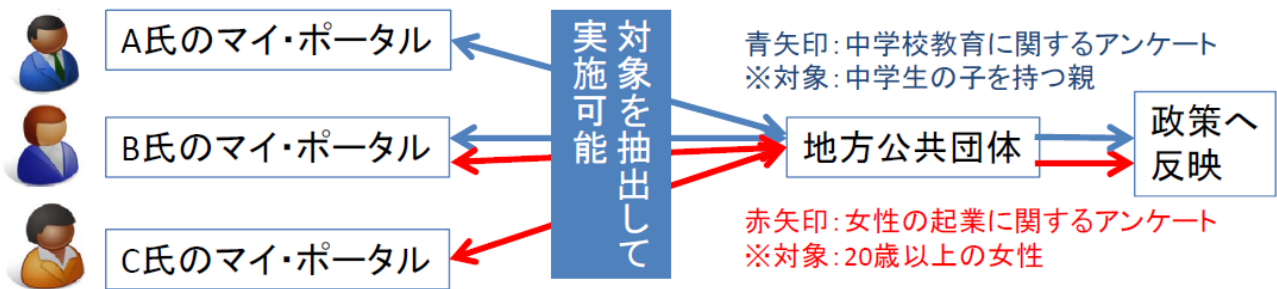 A氏のマイ・ポータル
B氏のマイ・ポータル
C氏のマイ・ポータル
対象を抽出して
実施可能
青矢印：中学校教育に関するアンケート
※対象：中学生の子を持つ親
地方公共団体
政策へ
反映
赤矢印：女性の起業に関するアンケート
※対象：20歳以上の女性